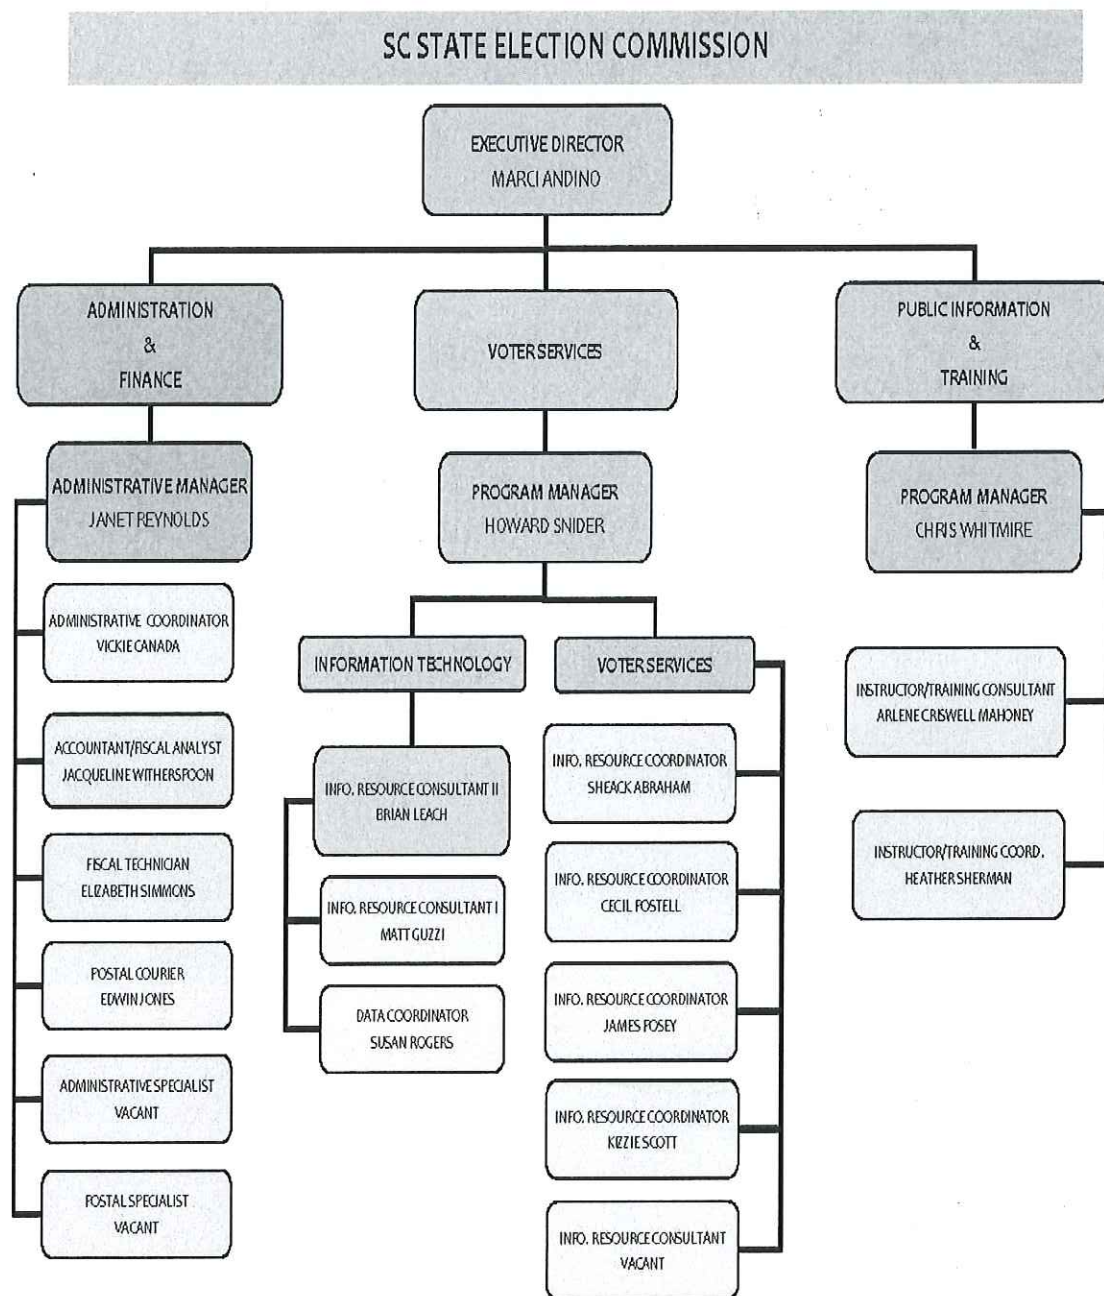 SC STATE ELECTION COMMISSION
EXECUTIVE DIRECTOR
MARCI ANDINO
ADMINISTRATION
&
FINANCE
VOTER SERVICES
PUBLIC INFORMATION
&
TRAINING
ADMINISTRATIVE MANAGER
JANET REYNOLDS
PROGRAM MANAGER
HOWARD SNIDER
PROGRAM MANAGER
CHRIS WHITMIRE
ADMINISTRATIVE COORDINATOR
VICKIE CANADA
ACCOUNTANT/FISCAL ANALYST
JACQUELINE WITHERSPOON
FISCAL TECHNICIAN
ELIZABETH SIMMONS
POSTAL COURIER
EDWIN JONES
ADMINISTRATIVE SPECIALIST
VACANT
POSTAL SPECIALIST
VACANT
INFORMATION TECHNOLOGY
INFO. RESOURCE CONSULTANT II
BRIAN LEACH
INFO. RESOURCE CONSULTANT I
MATT GUZZI
DATA COORDINATOR
SUSAN ROGERS
VOTER SERVICES
INFO. RESOURCE COORDINATOR
SHEACK ABRAHAM
INFO. RESOURCE COORDINATOR
CECIL POSTELL
INFO. RESOURCE COORDINATOR
JAMES POSEY
INFO. RESOURCE COORDINATOR
KIZZIE SCOTT
INFO. RESOURCE CONSULTANT
VACANT
INSTRUCTOR/TRAINING CONSULTANT
ARLENE CRISWELL MAHONEY
INSTRUCTOR/TRAINING COORD.
HEATHER SHERMAN